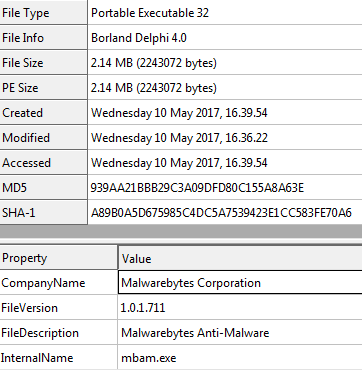 File Type Portable Executable 32
File Info Borland Delphi 4.0
File Size 2.14 MB (2243072 bytes)
PE Size 2.14 MB (2243072 bytes)
Created Wednesday 10 May 2017, 16.39.54
Modified Wednesday 10 May 2017, 16.36.22
Accessed Wednesday 10 May 2017, 16.39.54
MD5 939AA21BBB29C3A09DFD80C155A8A63E
SHA-1 A89B0A5D675985C4DC5A7539423E1CC583FE70A6
Property Value
CompanyName Malwarebytes Corporation
FileVersion 1.0.1.711
FileDescription Malwarebytes Anti-Malware
InternalName mbam.exe